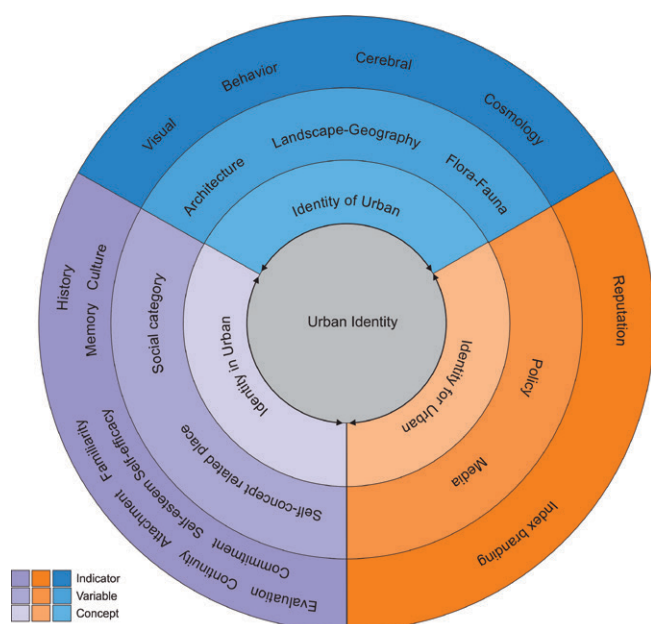 Visual
Behavior
Cerebral
Cosmology
Architecture
Landscape-Geography
Flora-Fauna
Identity of Urban
Urban Identity
Identity in Urban
Identity for Urban
Social category
Self-concept related place
Policy
Media
Reputation
Index branding
History
Culture
Memory
Familiarity
Self-efficacy
Attachment
Self-esteem
Continuity
Commitment
Evaluation
Indicator
Variable
Concept